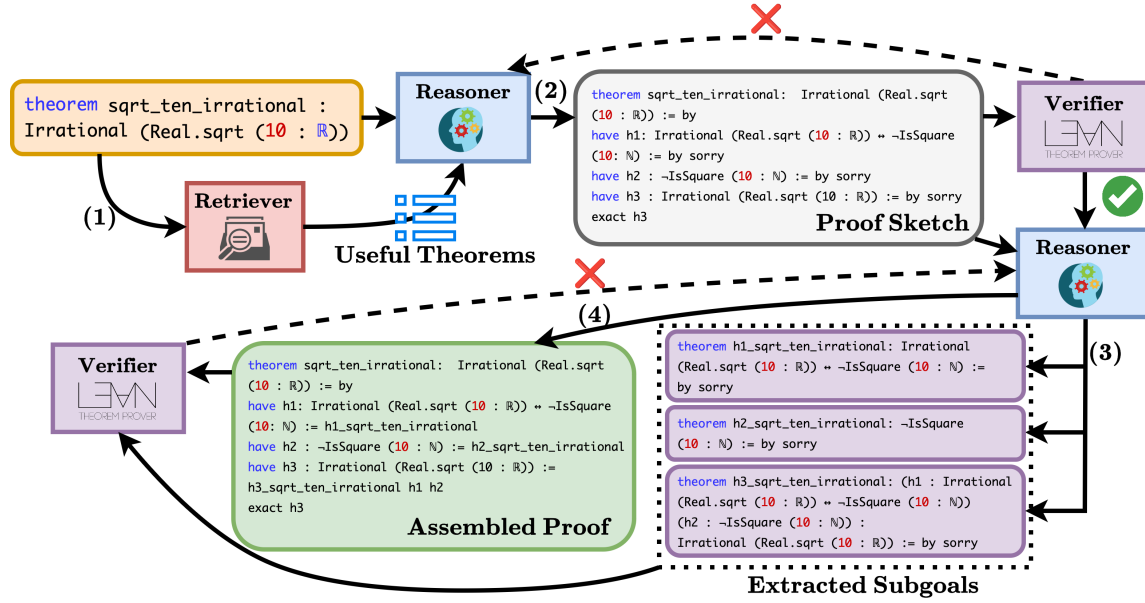 theorem sqrt_ten_irrational :
Irrational (Real.sqrt (10 : ℝ))
(1)
Retriever
Useful Theorems
Reasoner
(2)
theorem sqrt_ten_irrational:  Irrational (Real.sqrt
(10 : ℝ)) := by
have h1: Irrational (Real.sqrt (10 : ℝ)) ↔ ¬IsSquare
(10: ℕ) := by sorry
have h2 : ¬IsSquare (10 : ℕ) := by sorry
have h3 : Irrational (Real.sqrt (10 : ℝ)) := by sorry
exact h3
Proof Sketch
Verifier
LEAN
THEOREM PROVER
Reasoner
(3)
(4)
theorem h1_sqrt_ten_irrational: Irrational
(Real.sqrt (10 : ℝ)) ↔ ¬IsSquare (10 : ℕ) :=
by sorry
theorem h2_sqrt_ten_irrational: ¬IsSquare
(10 : ℕ) := by sorry
theorem h3_sqrt_ten_irrational: (h1 : Irrational
(Real.sqrt (10 : ℝ)) ↔ ¬IsSquare (10 : ℕ))
(h2 : ¬IsSquare (10 : ℕ)) :
Irrational (Real.sqrt (10 : ℝ)) := by sorry
Extracted Subgoals
theorem sqrt_ten_irrational:  Irrational (Real.sqrt
(10 : ℝ)) := by
have h1: Irrational (Real.sqrt (10 : ℝ)) ↔ ¬IsSquare
(10: ℕ) := h1_sqrt_ten_irrational
have h2 : ¬IsSquare (10 : ℕ) := h2_sqrt_ten_irrational
have h3 : Irrational (Real.sqrt (10 : ℝ)) :=
h3_sqrt_ten_irrational h1 h2
exact h3
Assembled Proof
Verifier
LEAN
THEOREM PROVER